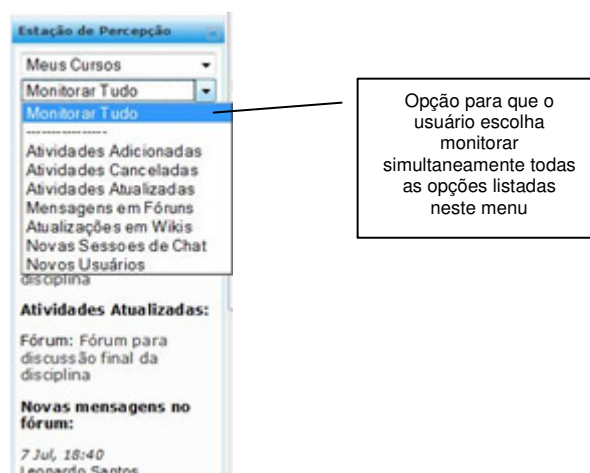 Estação de Percepção
Meus Cursos
Monitorar Tudo
Monitorar Tudo
----------------
Atividades Adicionadas
Atividades Canceladas
Atividades Atualizadas
Mensagens em Fóruns
Atualizações em Wikis
Novas Sessoes de Chat
Novos Usuários
disciplina
Atividades Atualizadas:
Fórum: Fórum para
discussão final da
disciplina
Novas mensagens no
fórum:
7 Jul, 18:40
Leonardo Santos
Opção para que o
usuário escolha
monitorar
simultaneamente todas
as opções listadas
neste menu